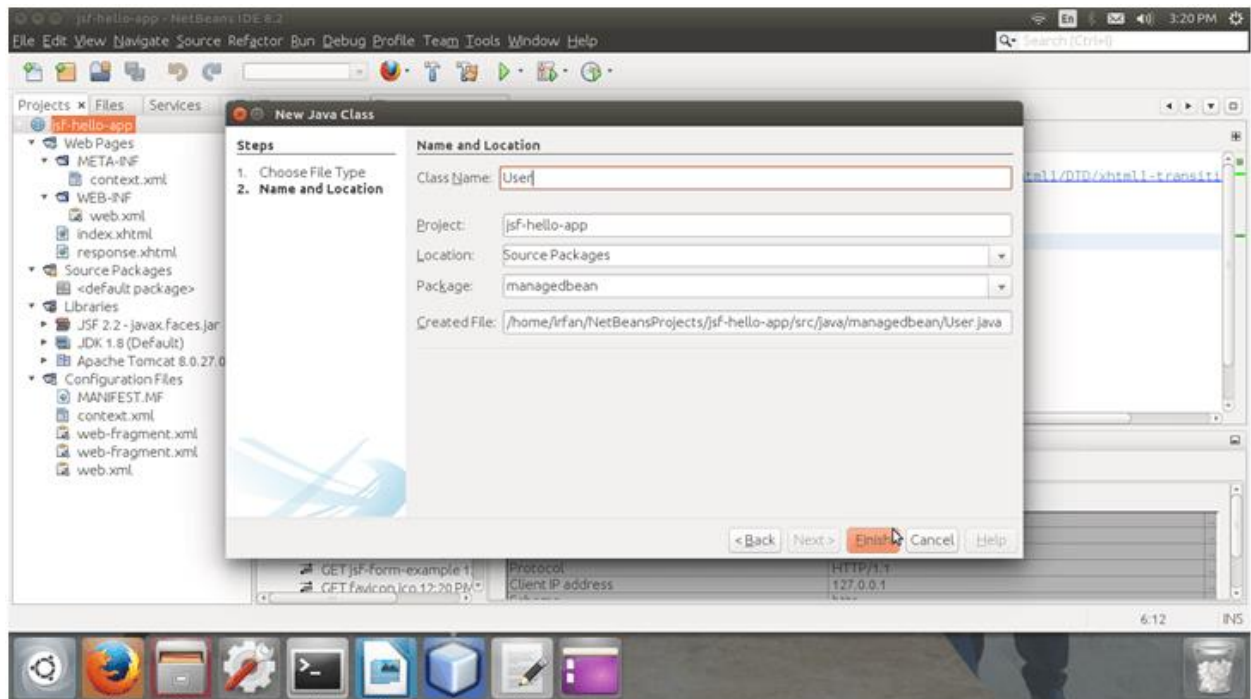 jsf-hello-app - NetBeans IDE 8.2
En
3:20 PM
File Edit View Navigate Source Refactor Run Debug Profile Team Tools Window Help
Search (Ctrl+I)
Projects Files Services
jsf-hello-app
Web Pages
META-INF
context.xml
WEB-INF
web.xml
index.xhtml
response.xhtml
Source Packages
<default package>
Libraries
JSF 2.2 - javax.faces.jar
JDK 1.8 (Default)
Apache Tomcat 8.0.27.0
Configuration Files
MANIFEST.MF
context.xml
web-fragment.xml
web-fragment.xml
web.xml
New Java Class
Steps
1. Choose File Type
2. Name and Location
Name and Location
Class Name: User
Project: jsf-hello-app
Location: Source Packages
Package: managedbean
Created File: /home/irfan/NetBeansProjects/jsf-hello-app/src/java/managedbean/User.java
< Back Next > Finish Cancel Help
tml1/DTD/xhtml1-transiti
GET jsf-form-example 1
GET favicon.ico 12:20 PM
Protocol HTTP/1.1
Client IP address 127.0.0.1
6:12 INS